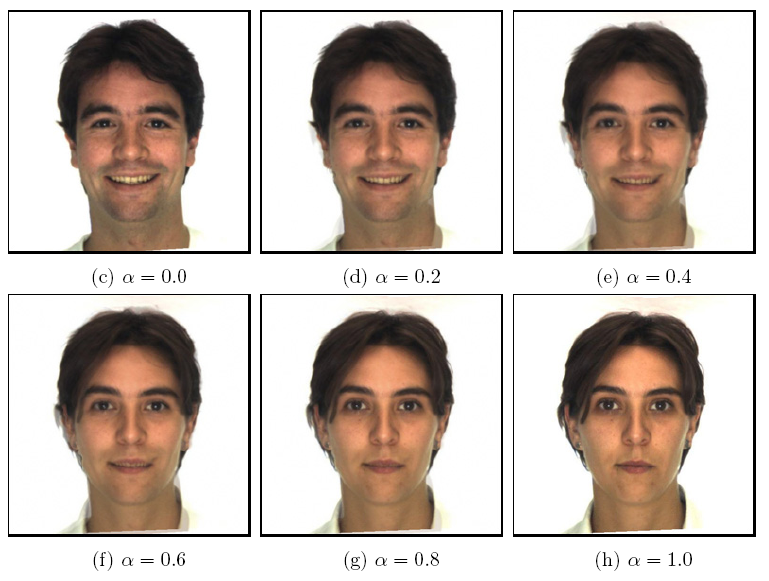 (c) α = 0.0 (d) α = 0.2 (e) α = 0.4
(f) α = 0.6 (g) α = 0.8 (h) α = 1.0